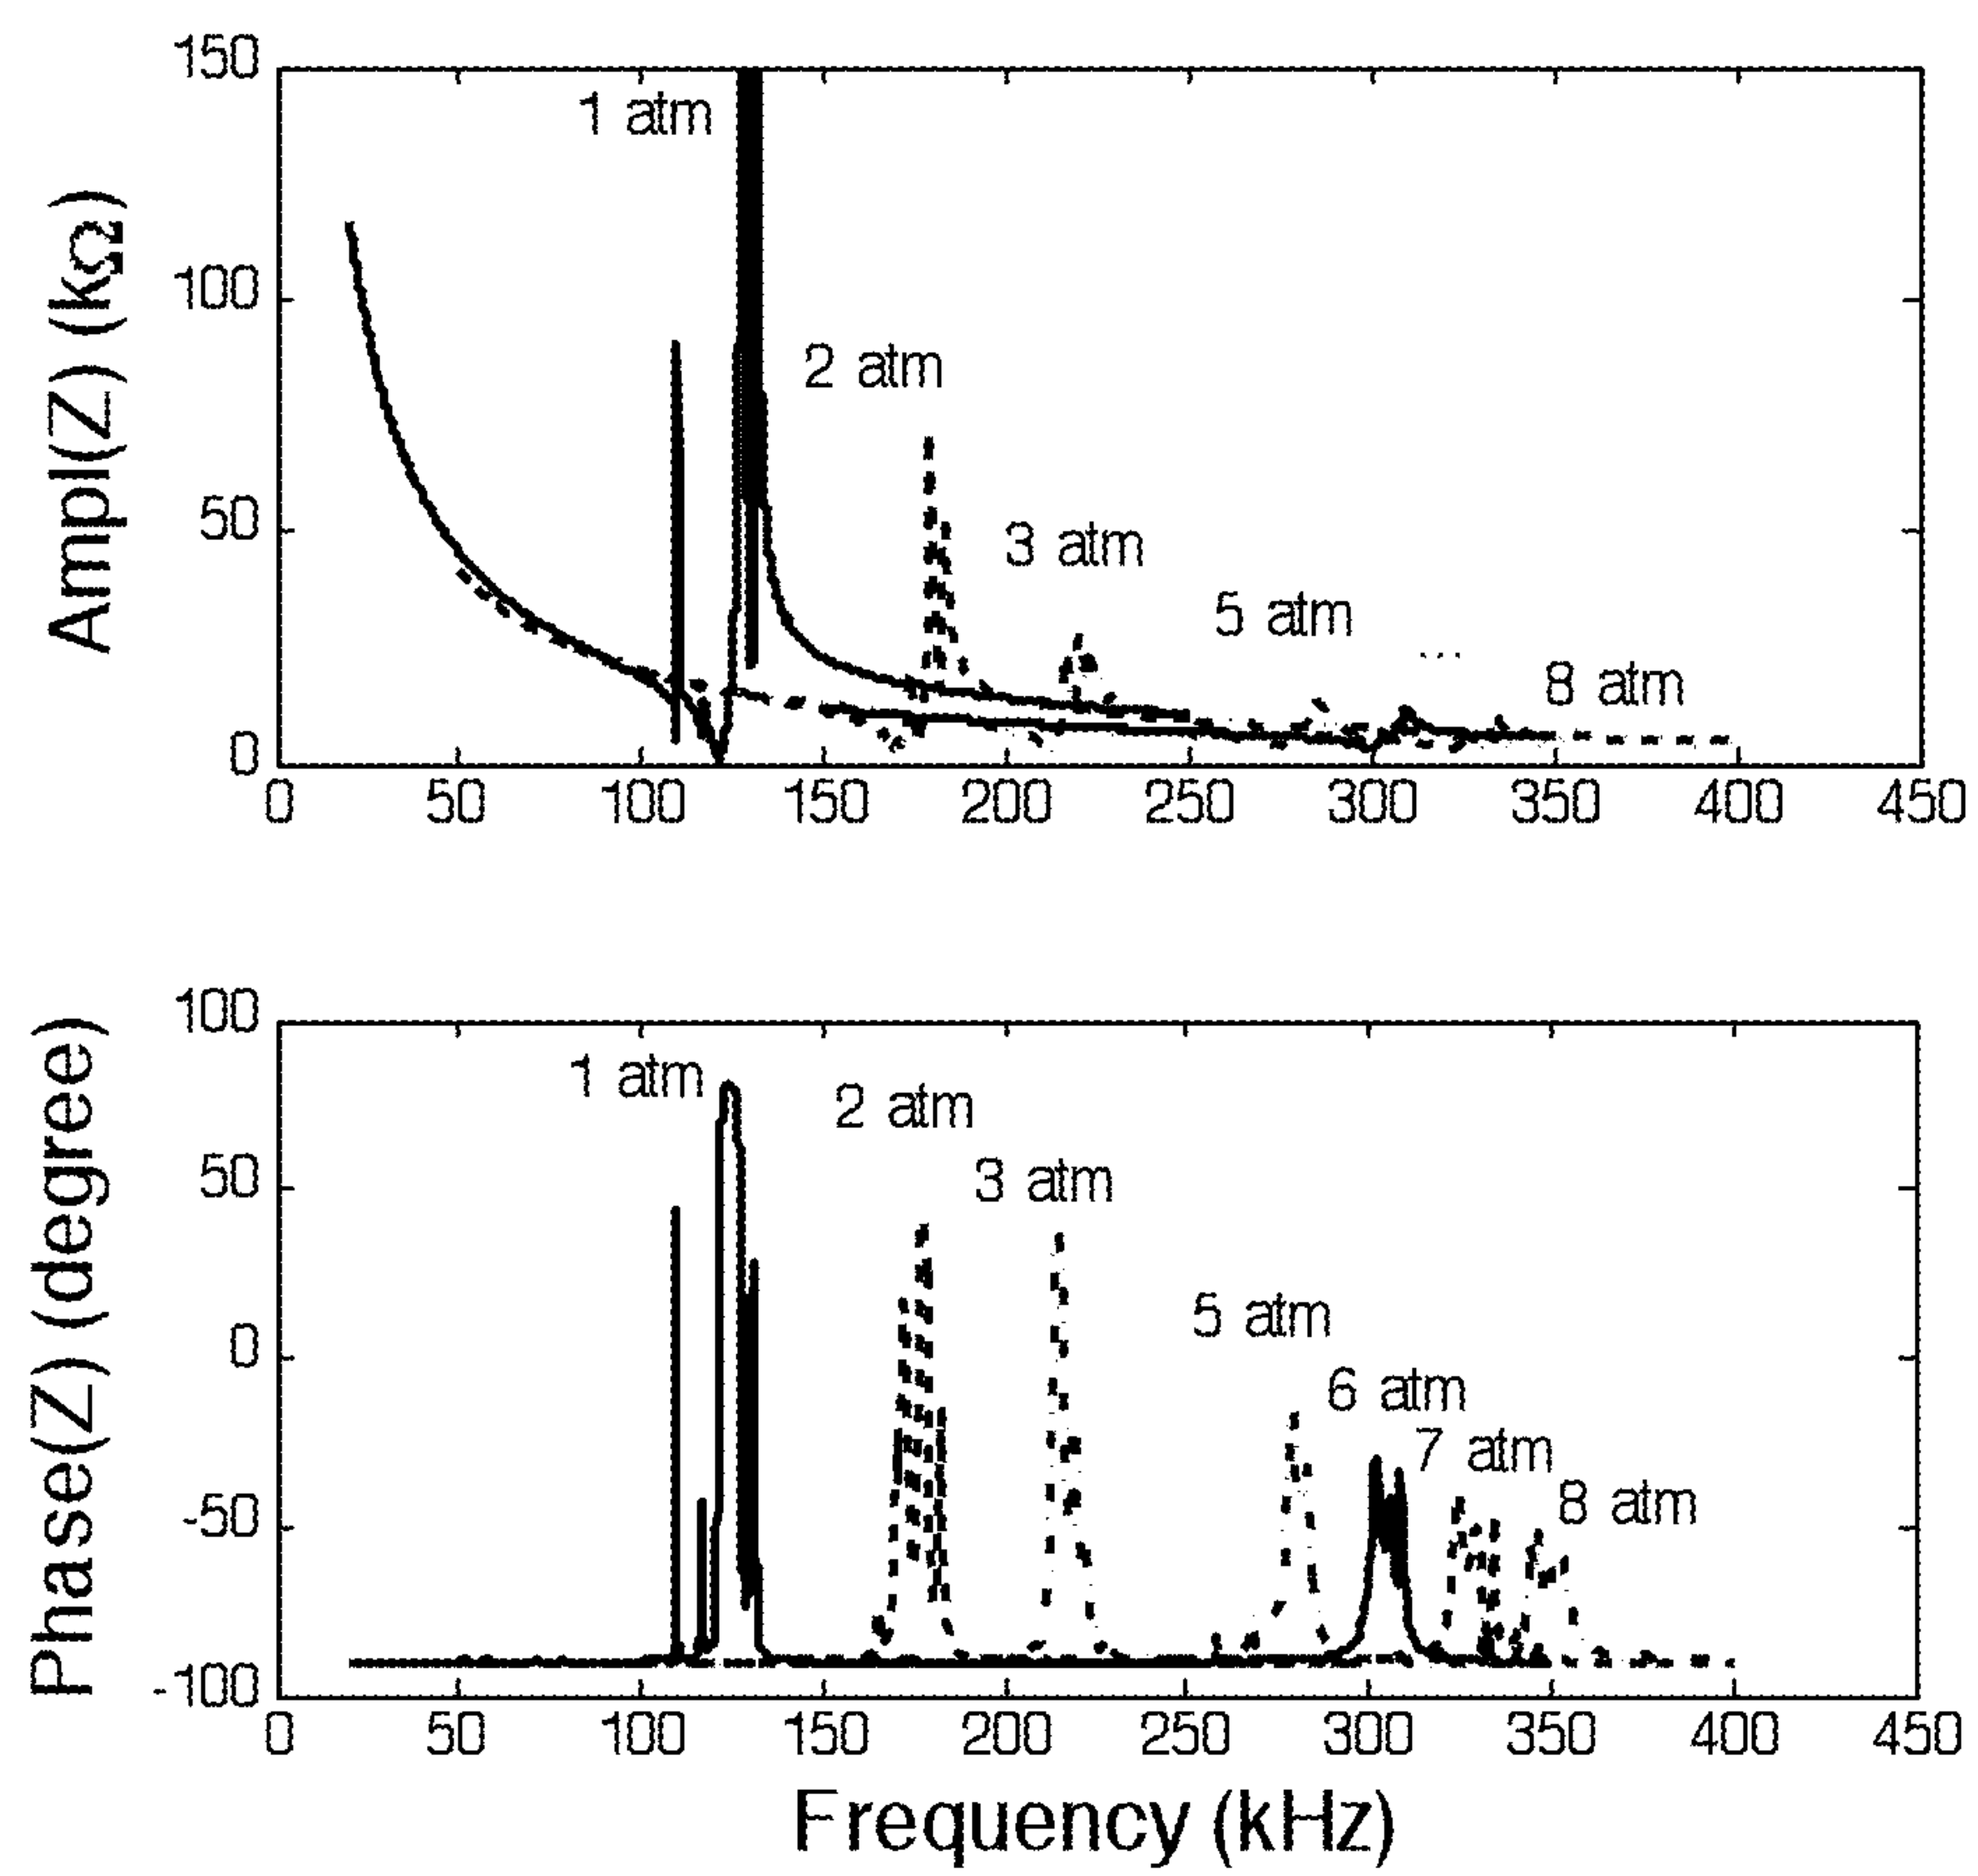 150
1 atm
Ampl(Z) (kΩ)
100
2 atm
50
3 atm
5 atm
8 atm
0
0 50 100 150 200 250 300 350 400 450
100
1 atm
2 atm
Phase(Z) (degree)
50
3 atm
0
5 atm
6 atm
7 atm
-50
8 atm
-100
0 50 100 150 200 250 300 350 400 450
Frequency (kHz)